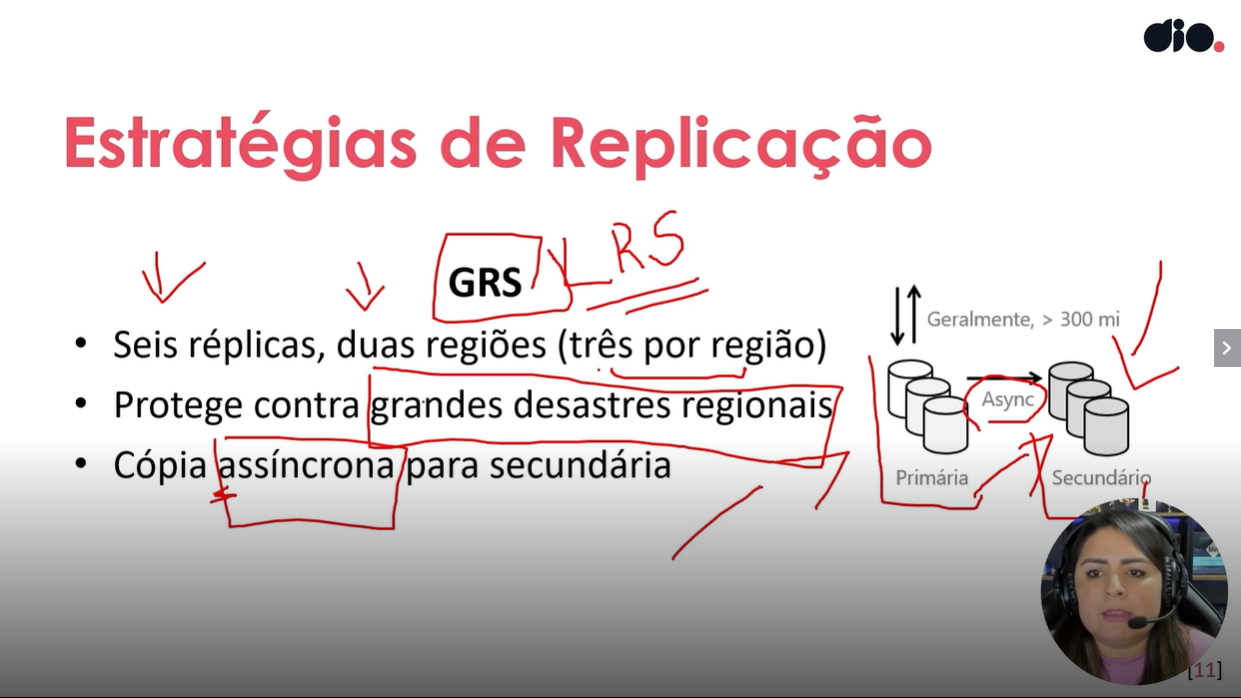 dio.
Estratégias de Replicação
GRS LRS
• Seis réplicas, duas regiões (três por região)
• Protege contra grandes desastres regionais
• Cópia assíncrona para secundária
Geralmente, > 300 mi
Async
Primária
Secundário
[11]